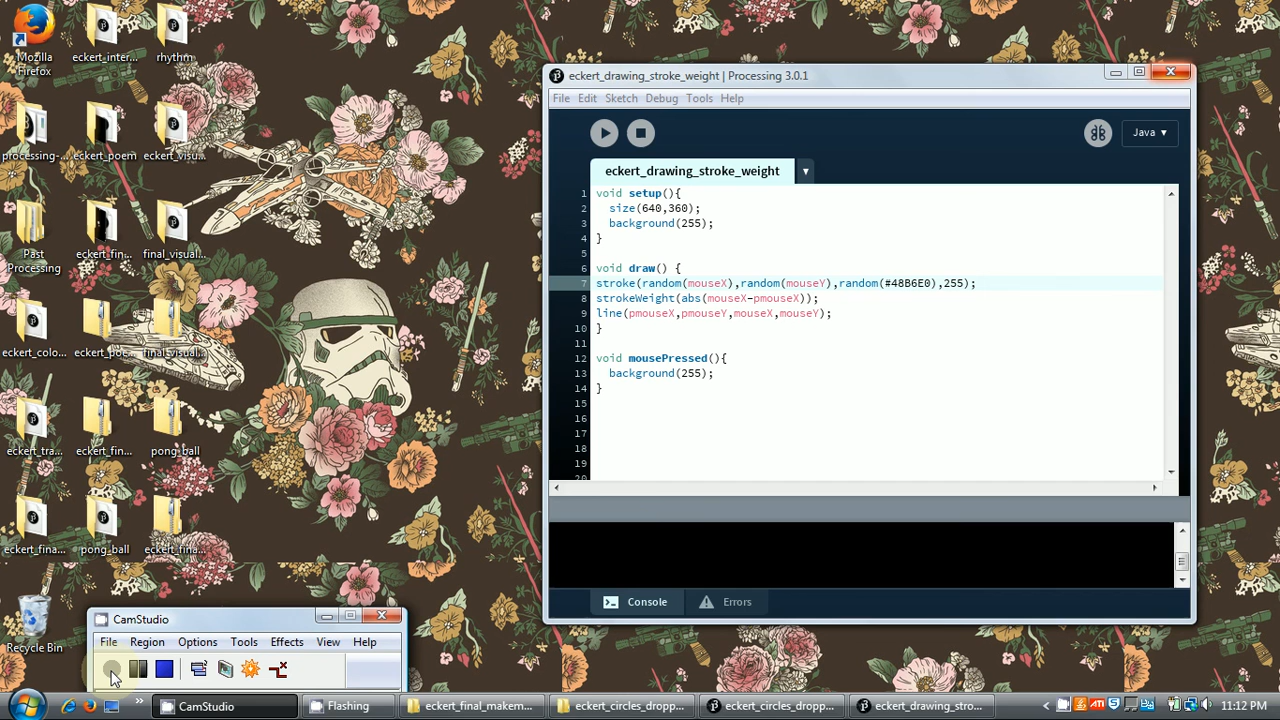 Mozilla
Firefox
eckert_inter...
rhythm
processing-...
eckert_poem
eckert_visu...
Past
Processing
eckert_fin...
final_visual...
eckert_colo...
eckert_poe...
final_visual...
eckert_tra...
eckert_fin...
pong_ball
eckert_fina...
pong_ball
eckert_fina...
Recycle Bin
eckert_drawing_stroke_weight | Processing 3.0.1
File Edit Sketch Debug Tools Help
Java ▾
eckert_drawing_stroke_weight
1 void setup(){
2 size(640,360);
3 background(255);
4 }
5
6 void draw() {
7 stroke(random(mouseX),random(mouseY),random(#48B6E0),255);
8 strokeWeight(abs(mouseX-pmouseX));
9 line(pmouseX,pmouseY,mouseX,mouseY);
10 }
11
12 void mousePressed(){
13 background(255);
14 }
15
16
17
18
19
20
Console Errors
CamStudio
File Region Options Tools Effects View Help
CamStudio
Flashing
eckert_final_makem...
eckert_circles_dropp...
eckert_circles_dropp...
eckert_drawing_stro...
11:12 PM